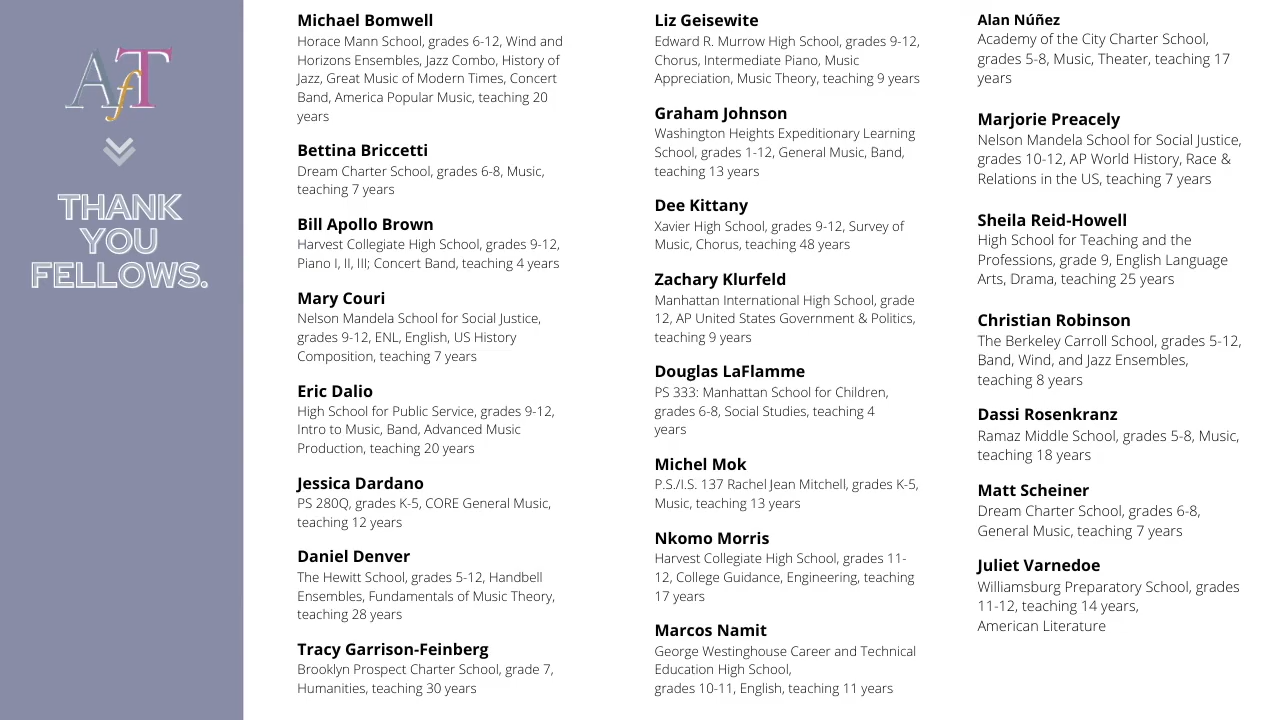 AfT
THANK
YOU
FELLOWS.
Michael Bomwell
Horace Mann School, grades 6-12, Wind and
Horizons Ensembles, Jazz Combo, History of
Jazz, Great Music of Modern Times, Concert
Band, America Popular Music, teaching 20
years
Bettina Briccetti
Dream Charter School, grades 6-8, Music,
teaching 7 years
Bill Apollo Brown
Harvest Collegiate High School, grades 9-12,
Piano I, II, III; Concert Band, teaching 4 years
Mary Couri
Nelson Mandela School for Social Justice,
grades 9-12, ENL, English, US History
Composition, teaching 7 years
Eric Dalio
High School for Public Service, grades 9-12,
Intro to Music, Band, Advanced Music
Production, teaching 20 years
Jessica Dardano
PS 280Q, grades K-5, CORE General Music,
teaching 12 years
Daniel Denver
The Hewitt School, grades 5-12, Handbell
Ensembles, Fundamentals of Music Theory,
teaching 28 years
Tracy Garrison-Feinberg
Brooklyn Prospect Charter School, grade 7,
Humanities, teaching 30 years
Liz Geisewite
Edward R. Murrow High School, grades 9-12,
Chorus, Intermediate Piano, Music
Appreciation, Music Theory, teaching 9 years
Graham Johnson
Washington Heights Expeditionary Learning
School, grades 1-12, General Music, Band,
teaching 13 years
Dee Kittany
Xavier High School, grades 9-12, Survey of
Music, Chorus, teaching 48 years
Zachary Klurfeld
Manhattan International High School, grade
12, AP United States Government & Politics,
teaching 9 years
Douglas LaFlamme
PS 333: Manhattan School for Children,
grades 6-8, Social Studies, teaching 4
years
Michel Mok
P.S./I.S. 137 Rachel Jean Mitchell, grades K-5,
Music, teaching 13 years
Nkomo Morris
Harvest Collegiate High School, grades 11-
12, College Guidance, Engineering, teaching
17 years
Marcos Namit
George Westinghouse Career and Technical
Education High School,
grades 10-11, English, teaching 11 years
Alan Núñez
Academy of the City Charter School,
grades 5-8, Music, Theater, teaching 17
years
Marjorie Preacely
Nelson Mandela School for Social Justice,
grades 10-12, AP World History, Race &
Relations in the US, teaching 7 years
Sheila Reid-Howell
High School for Teaching and the
Professions, grade 9, English Language
Arts, Drama, teaching 25 years
Christian Robinson
The Berkeley Carroll School, grades 5-12,
Band, Wind, and Jazz Ensembles,
teaching 8 years
Dassi Rosenkranz
Ramaz Middle School, grades 5-8, Music,
teaching 18 years
Matt Scheiner
Dream Charter School, grades 6-8,
General Music, teaching 7 years
Juliet Varnedoe
Williamsburg Preparatory School, grades
11-12, teaching 14 years,
American Literature